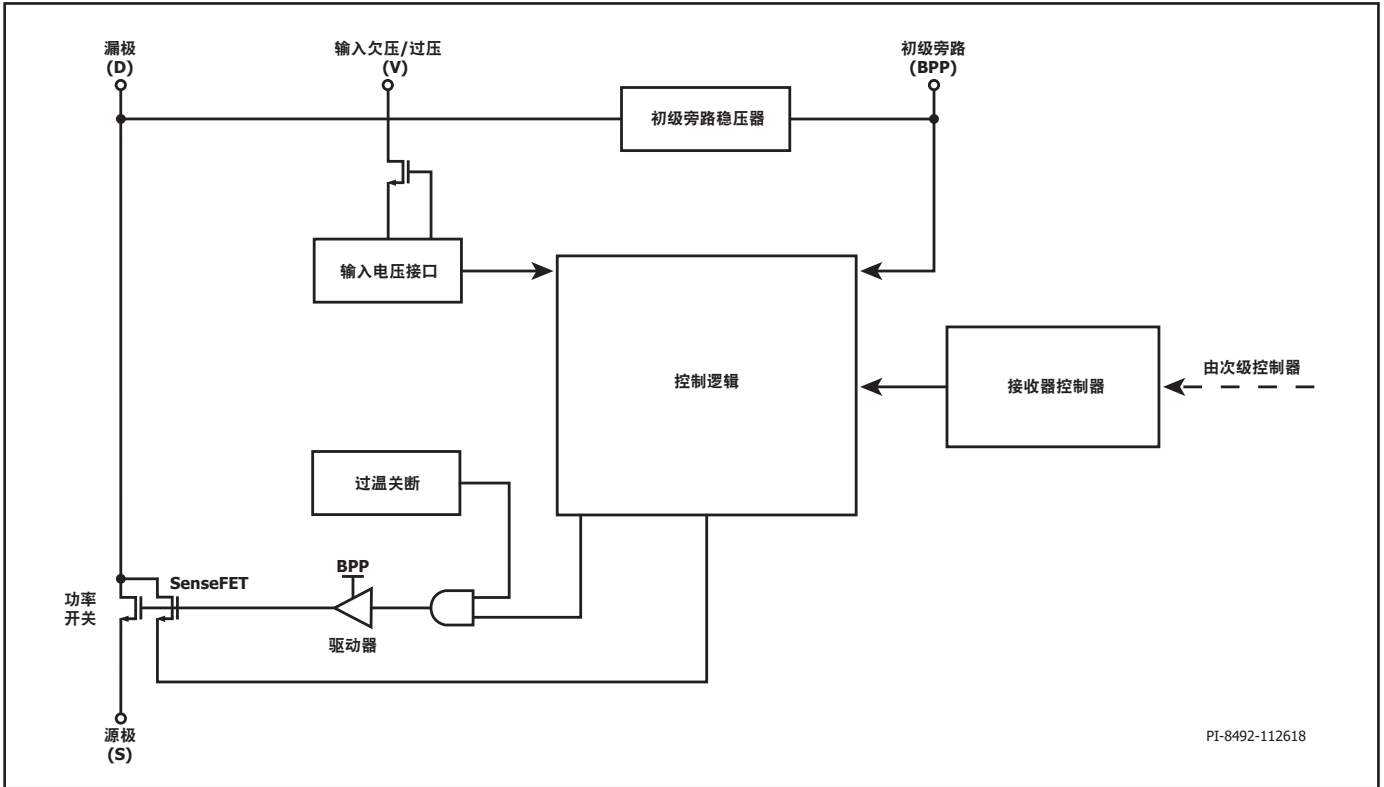 漏极
(D)
输入欠压/过压
(V)
初级旁路
(BPP)
初级旁路稳压器
输入电压接口
控制逻辑
接收器控制器
由次级控制器
过温关断
BPP
SenseFET
功率
开关
驱动器
源极
(S)
PI-8492-112618